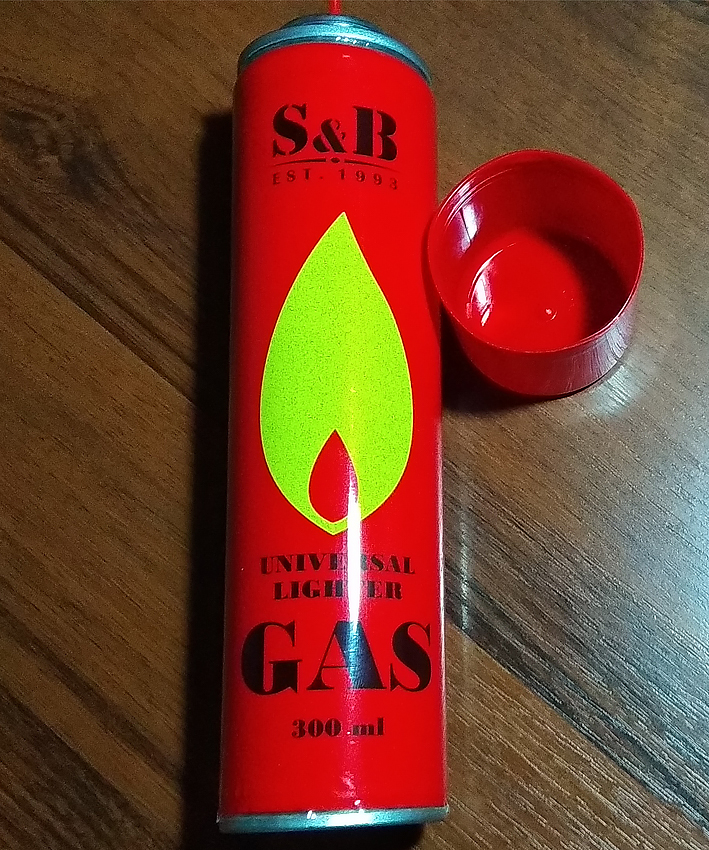 S&B
EST. 1993
UNIVERSAL
LIGHTER
GAS
300 ml